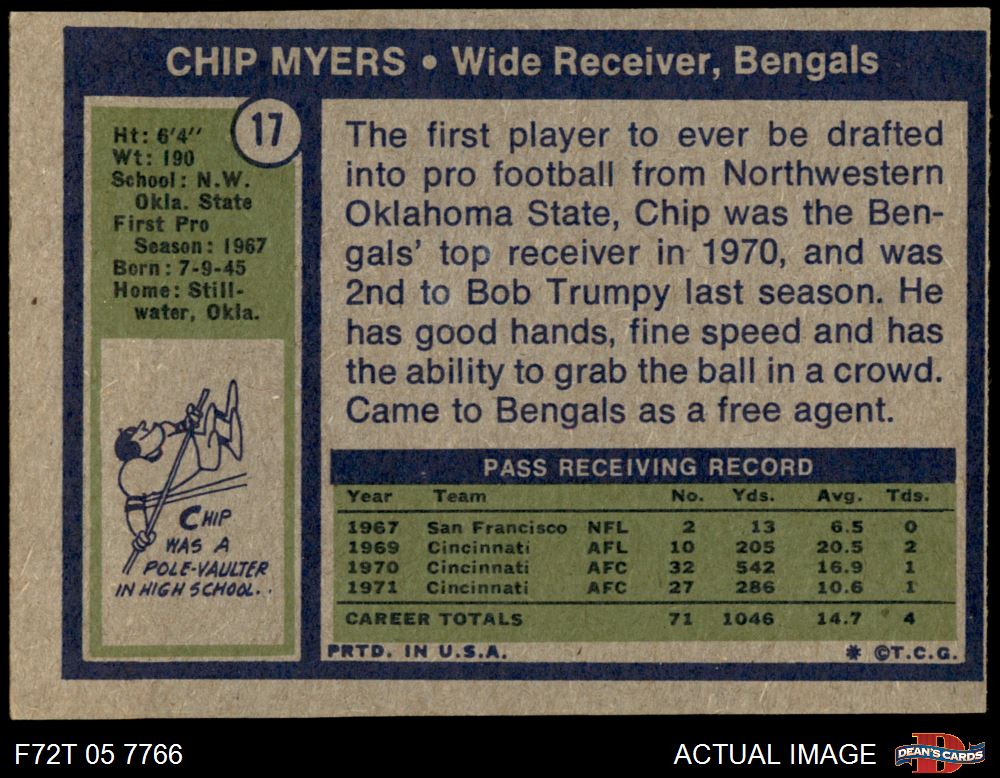 CHIP MYERS • Wide Receiver, Bengals
17
Ht: 6'4"
Wt: 190
School: N.W.
Okla. State
First Pro
Season: 1967
Born: 7-9-45
Home: Still-
water, Okla.
CHIP
WAS A
POLE-VAULTER
IN HIGH SCHOOL..
The first player to ever be drafted
into pro football from Northwestern
Oklahoma State, Chip was the Ben-
gals' top receiver in 1970, and was
2nd to Bob Trumpy last season. He
has good hands, fine speed and has
the ability to grab the ball in a crowd.
Came to Bengals as a free agent.
PASS RECEIVING RECORD
Year Team No. Yds. Avg. Tds.
1967 San Francisco NFL 2 13 6.5 0
1969 Cincinnati AFL 10 205 20.5 2
1970 Cincinnati AFC 32 542 16.9 1
1971 Cincinnati AFC 27 286 10.6 1
CAREER TOTALS 71 1046 14.7 4
PRTD. IN U.S.A. * ©T.C.G.
F72T 05 7766 ACTUAL IMAGE D DEAN'S CARDS